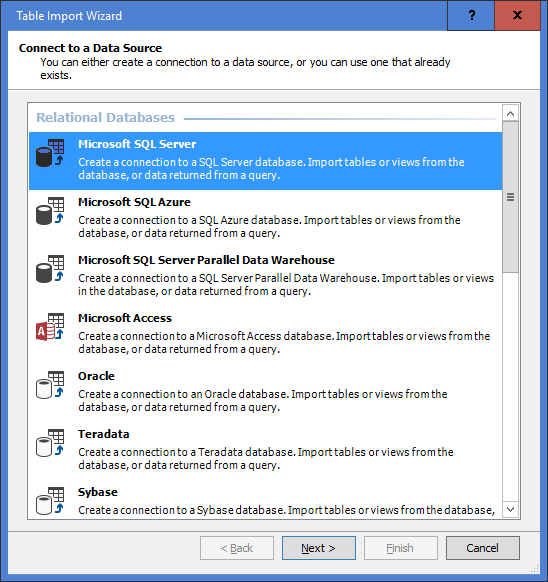 Table Import Wizard
?
X
Connect to a Data Source
You can either create a connection to a data source, or you can use one that already
exists.
Relational Databases
Microsoft SQL Server
Create a connection to a SQL Server database. Import tables or views from the
database, or data returned from a query.
Microsoft SQL Azure
Create a connection to a SQL Azure database. Import tables or views from the
database, or data returned from a query.
Microsoft SQL Server Parallel Data Warehouse
Create a connection to a SQL Server Parallel Data Warehouse. Import tables or views
in the database, or data returned from a query.
Microsoft Access
Create a connection to a Microsoft Access database. Import tables or views from the
database, or data returned from a query.
Oracle
Create a connection to an Oracle database. Import tables or views from the
database, or data returned from a query.
Teradata
Create a connection to a Teradata database. Import tables or views from the
database, or data returned from a query.
Sybase
Create a connection to a Sybase database. Import tables or views from the database,
< Back
Next >
Finish
Cancel